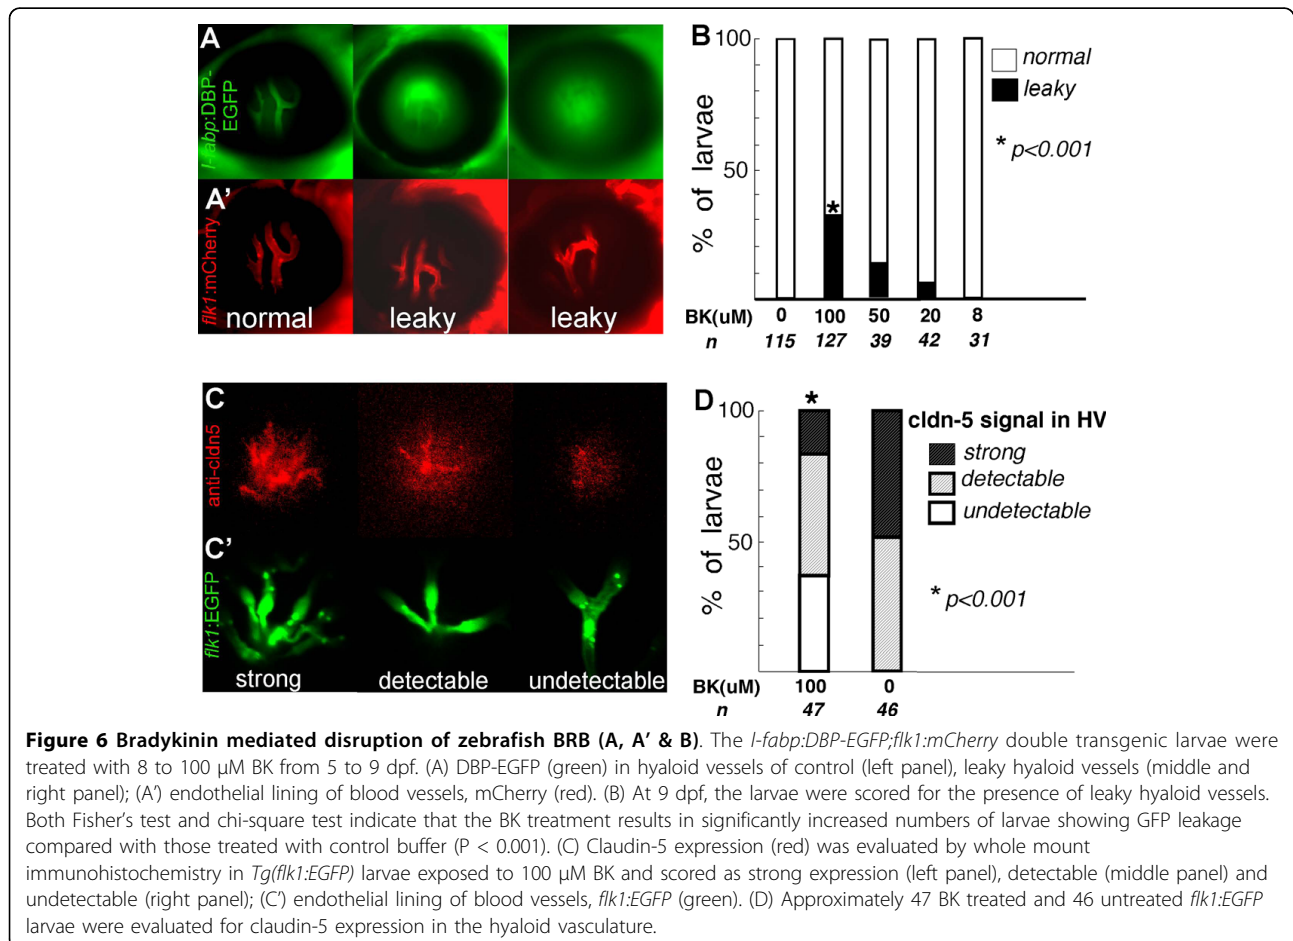 A
l-fabp:DBP-
EGFP
A'
flk1:mCherry
normal
leaky
leaky
B
100
50
% of larvae
normal
leaky
* p<0.001
*
BK(uM) 0 100 50 20 8
n 115 127 39 42 31
C
anti-cldn5
C'
flk1:EGFP
strong
detectable
undetectable
D
*
100
50
% of larvae
cldn-5 signal in HV
strong
detectable
undetectable
* p<0.001
BK(uM) 100 0
n 47 46
Figure 6 Bradykinin mediated disruption of zebrafish BRB (A, A' & B). The l-fabp:DBP-EGFP;flk1:mCherry double transgenic larvae were
treated with 8 to 100 μM BK from 5 to 9 dpf. (A) DBP-EGFP (green) in hyaloid vessels of control (left panel), leaky hyaloid vessels (middle and
right panel); (A') endothelial lining of blood vessels, mCherry (red). (B) At 9 dpf, the larvae were scored for the presence of leaky hyaloid vessels.
Both Fisher's test and chi-square test indicate that the BK treatment results in significantly increased numbers of larvae showing GFP leakage
compared with those treated with control buffer (P < 0.001). (C) Claudin-5 expression (red) was evaluated by whole mount
immunohistochemistry in Tg(flk1:EGFP) larvae exposed to 100 μM BK and scored as strong expression (left panel), detectable (middle panel) and
undetectable (right panel); (C') endothelial lining of blood vessels, flk1:EGFP (green). (D) Approximately 47 BK treated and 46 untreated flk1:EGFP
larvae were evaluated for claudin-5 expression in the hyaloid vasculature.